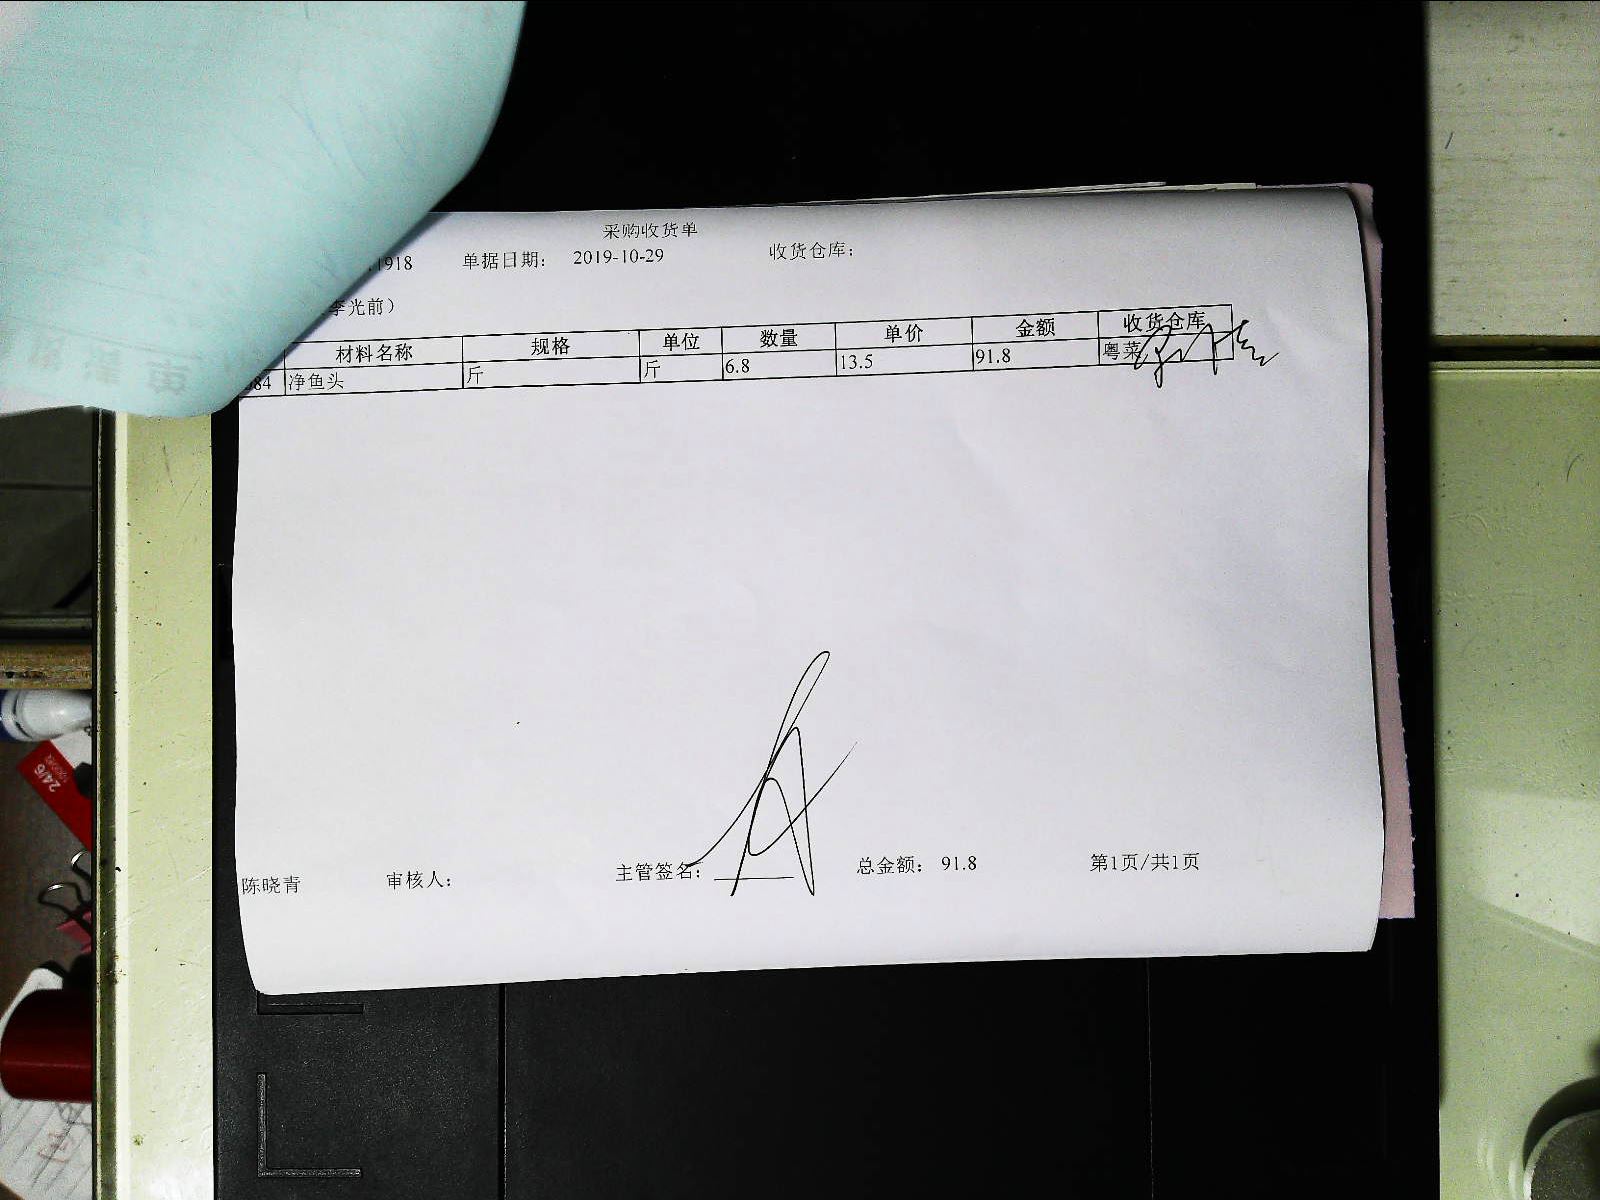 采购收货单
1918 单据日期： 2019-10-29 收货仓库：
李光前）
材料名称 规格 单位 数量 单价 金额 收货仓库
84 净鱼头 斤 斤 6.8 13.5 91.8 粤菜
陈晓青 审核人： 主管签名： 总金额： 91.8 第1页/共1页
24/6